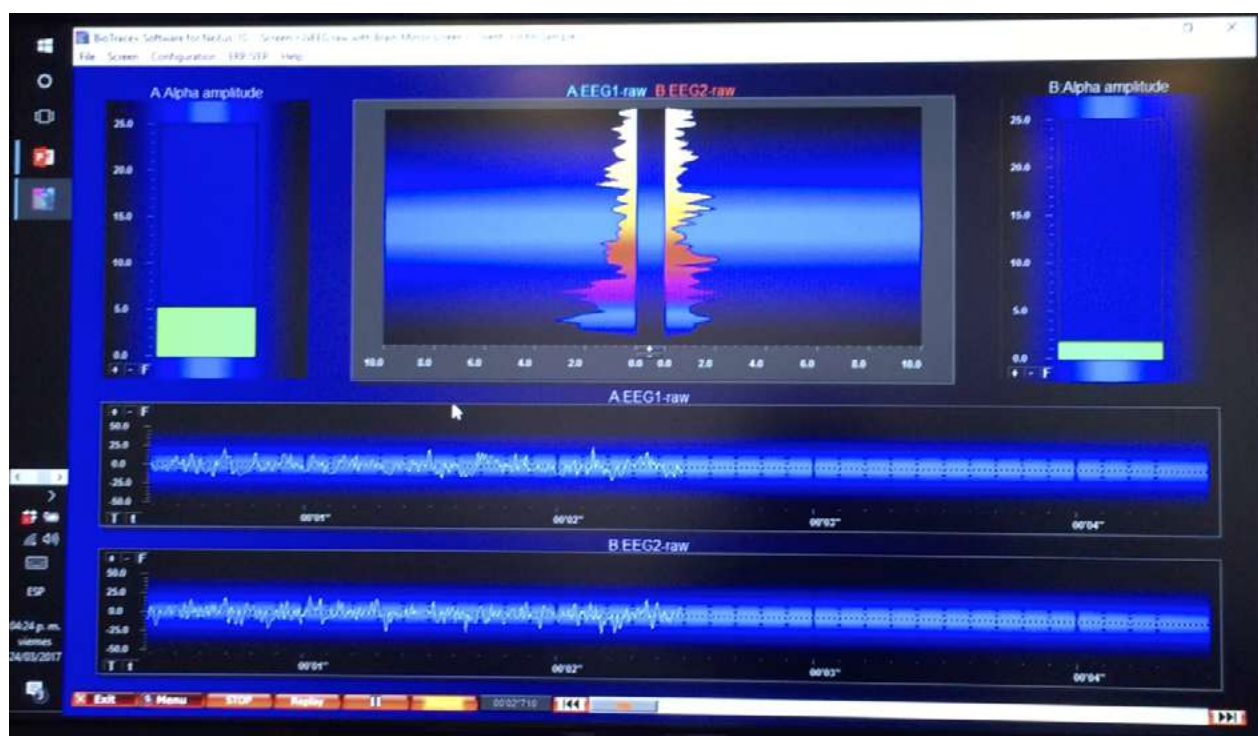 BioTrace+ Software for Nexus
File Screen Configuration ERP/VEP Help
A:Alpha amplitude
A:EEG1-raw B:EEG2-raw
B:Alpha amplitude
25.0
20.0
15.0
10.0
5.0
0.0
+ - F
10.0 8.0 6.0 4.0 2.0 0.0 0.0 2.0 4.0 6.0 8.0 10.0
25.0
20.0
15.0
10.0
5.0
0.0
+ - F
A:EEG1-raw
+ - F
50.0
25.0
0.0
-25.0
-50.0
T t
00'01" 00'02" 00'03" 00'04"
B:EEG2-raw
+ - F
50.0
25.0
0.0
-25.0
-50.0
T t
00'01" 00'02" 00'03" 00'04"
ESP
04:24 p. m.
viernes
24/03/2017
Exit Menu STOP Replay 00'02"710